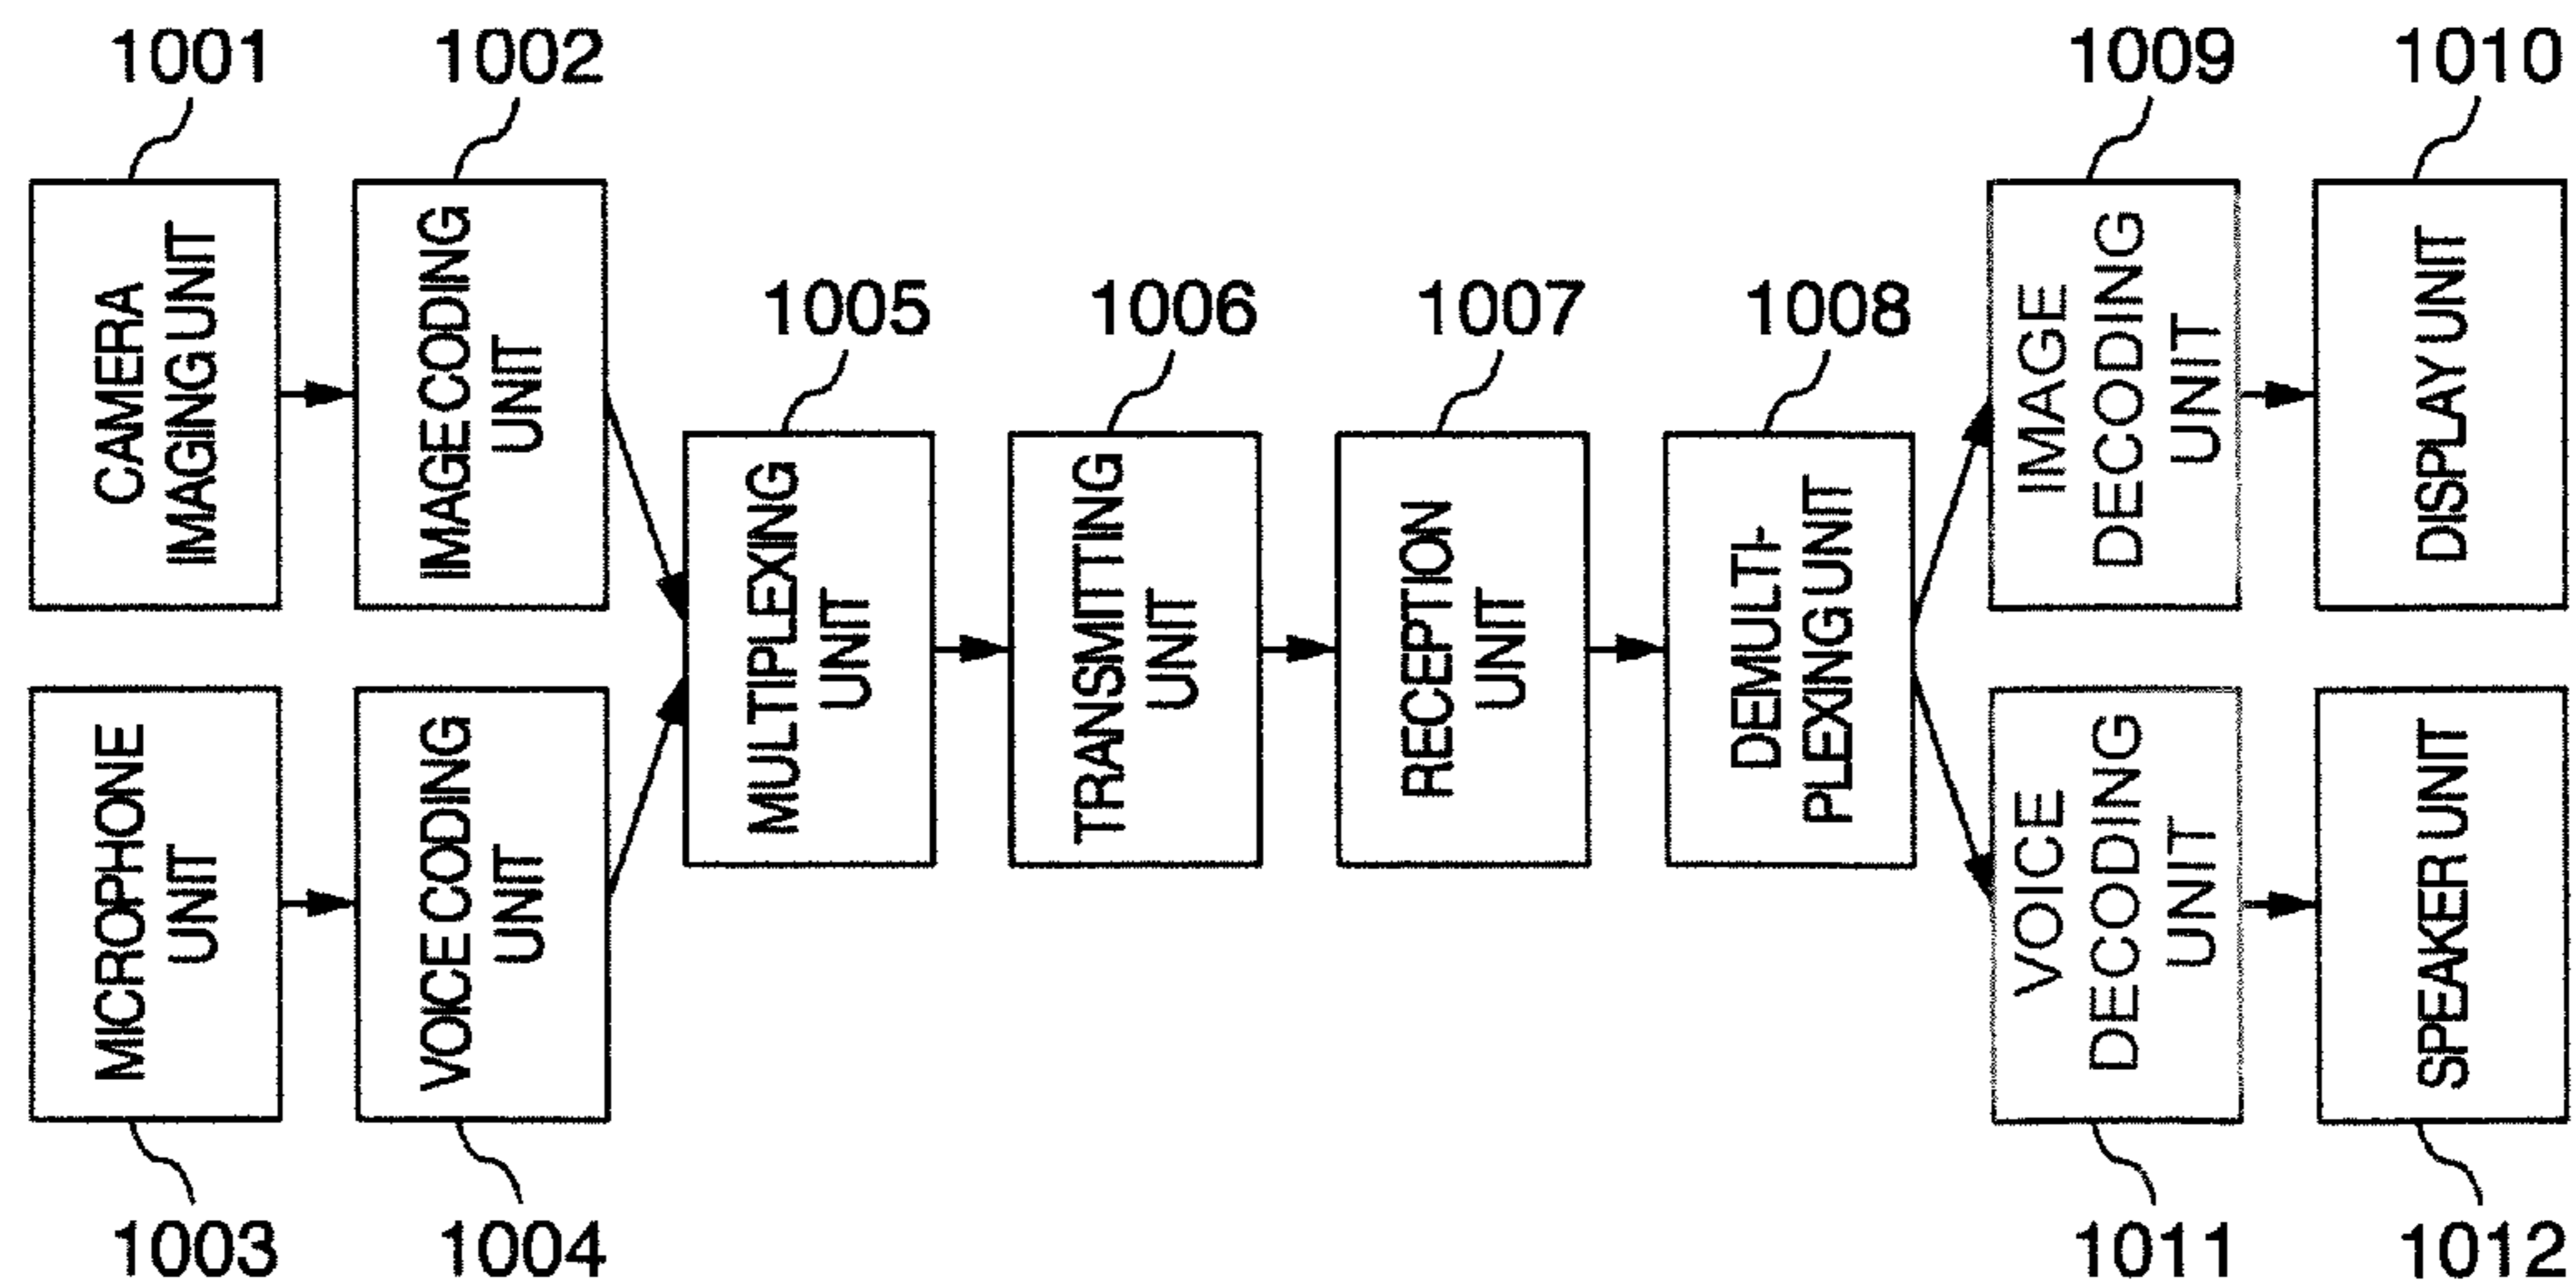 1001
1002
1009
1010
CAMERA
IMAGING UNIT
IMAGE CODING
UNIT
1005
1006
1007
1008
IMAGE
DECODING
UNIT
DISPLAY UNIT
MULTIPLEXING
UNIT
TRANSMITTING
UNIT
RECEPTION
UNIT
DEMULTI-
PLEXING UNIT
MICROPHONE
UNIT
VOICE CODING
UNIT
VOICE
DECODING
UNIT
SPEAKER UNIT
1003
1004
1011
1012